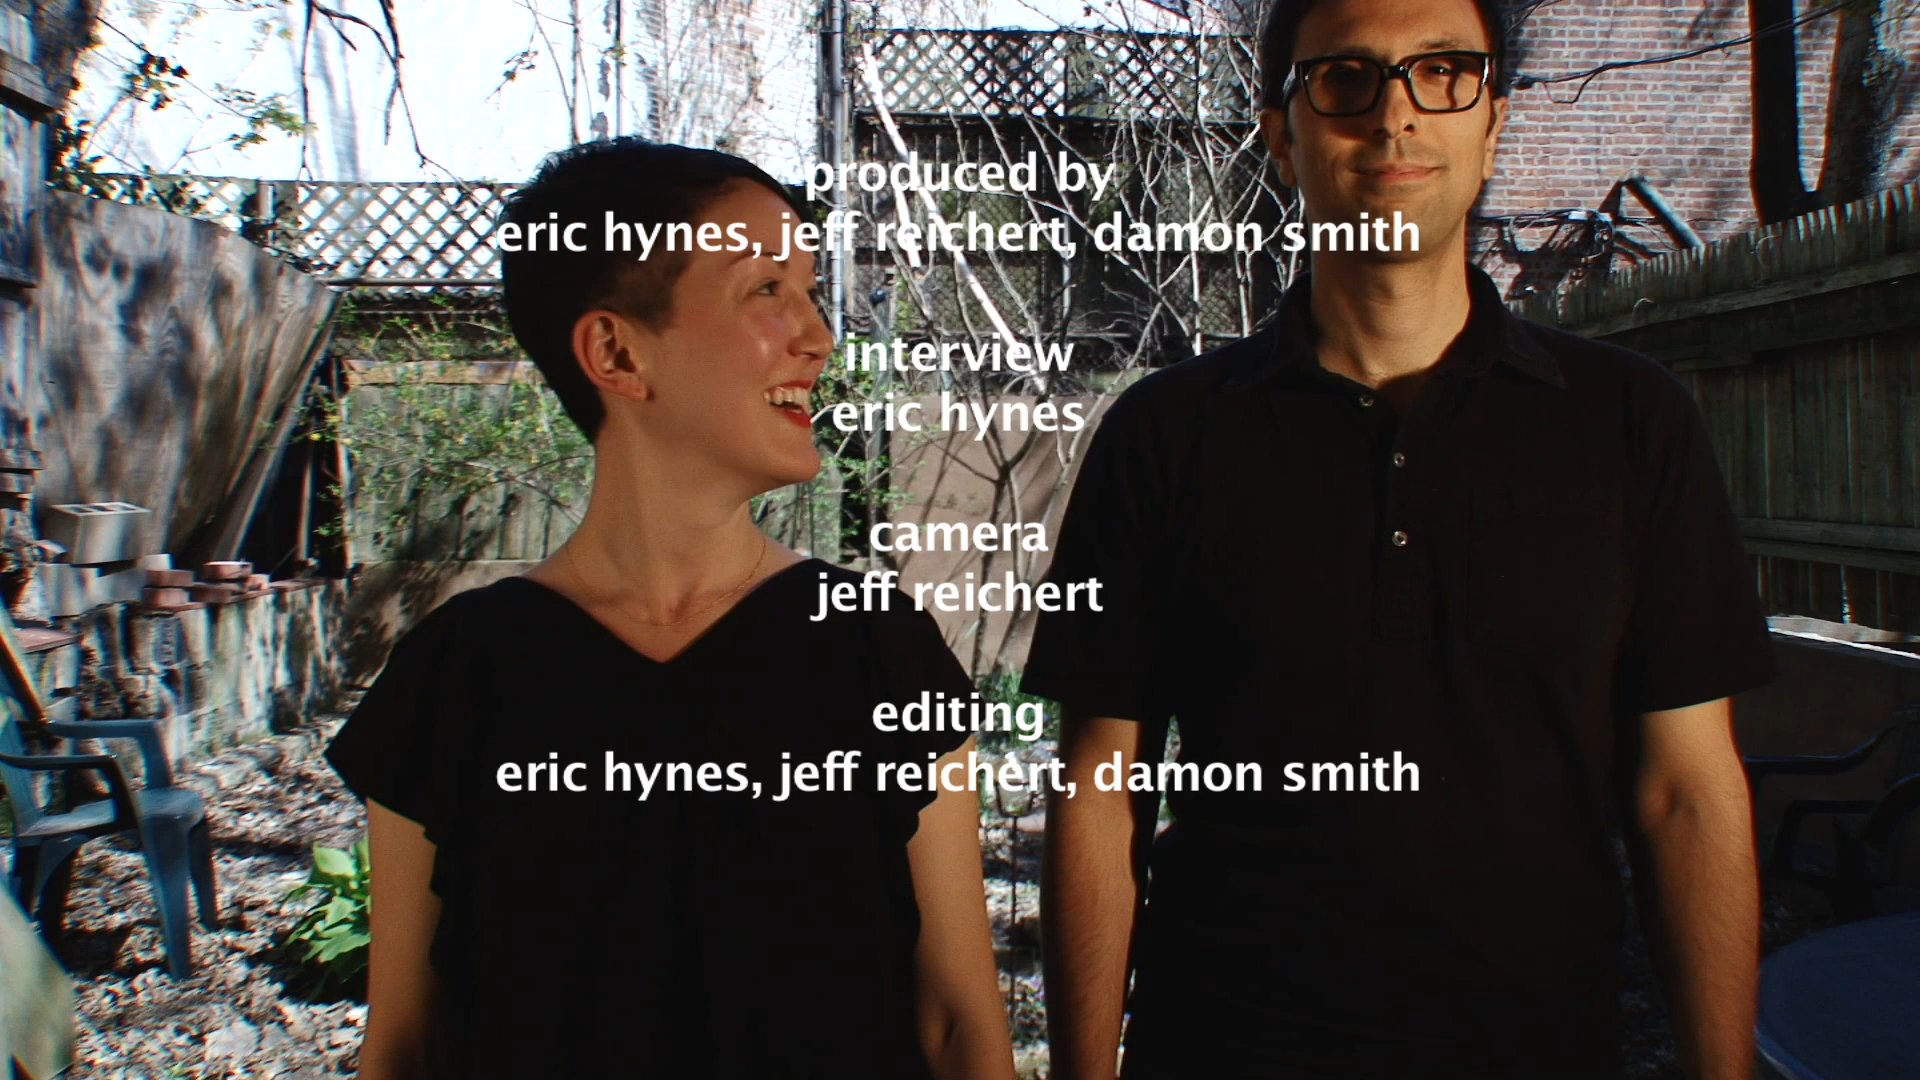 produced by
eric hynes, jeff reichert, damon smith
interview
eric hynes
camera
jeff reichert
editing
eric hynes, jeff reichert, damon smith